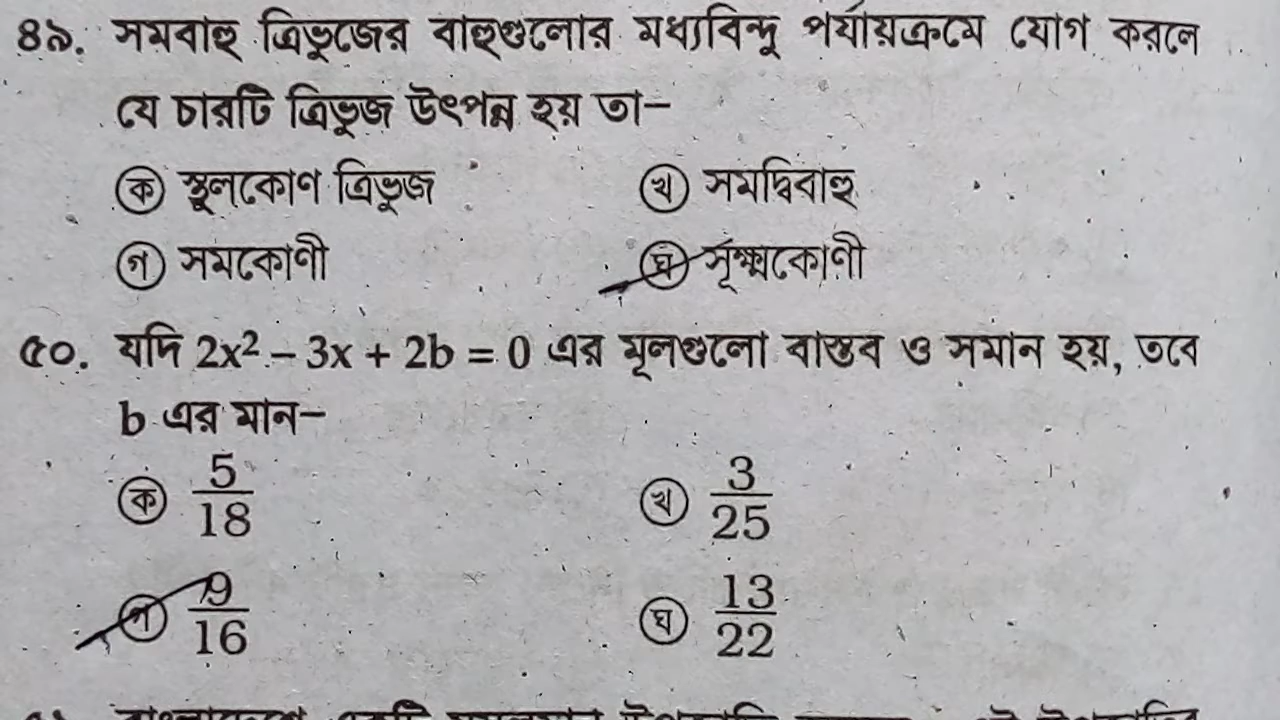 ৪৯. সমবাহু ত্রিভুজের বাহুগুলোর মধ্যবিন্দু পর্যায়ক্রমে যোগ করলে
যে চারটি ত্রিভুজ উৎপন্ন হয় তা–
ক স্থূলকোণ ত্রিভুজ খ সমদ্বিবাহু
গ সমকোণী ঘ সূক্ষ্মকোণী
৫০. যদি 2x² – 3x + 2b = 0 এর মূলগুলো বাস্তব ও সমান হয়, তবে
b এর মান–
ক 5/18 খ 3/25
গ 9/16 ঘ 13/22